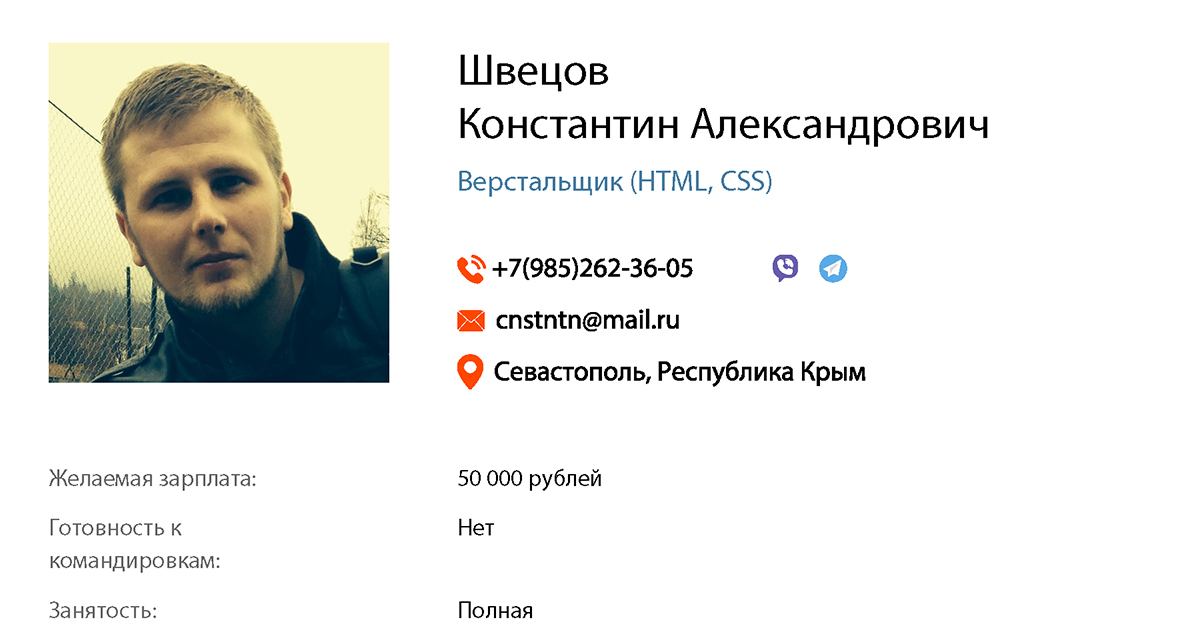 Швецов
Константин Александрович
Верстальщик (HTML, CSS)
+7(985)262-36-05
cnstntn@mail.ru
Севастополь, Республика Крым
Желаемая зарплата: 50 000 рублей
Готовность к Нет
командировкам:
Занятость: Полная